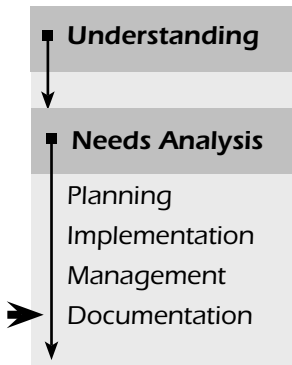 Understanding
Needs Analysis
Planning
Implementation
Management
Documentation